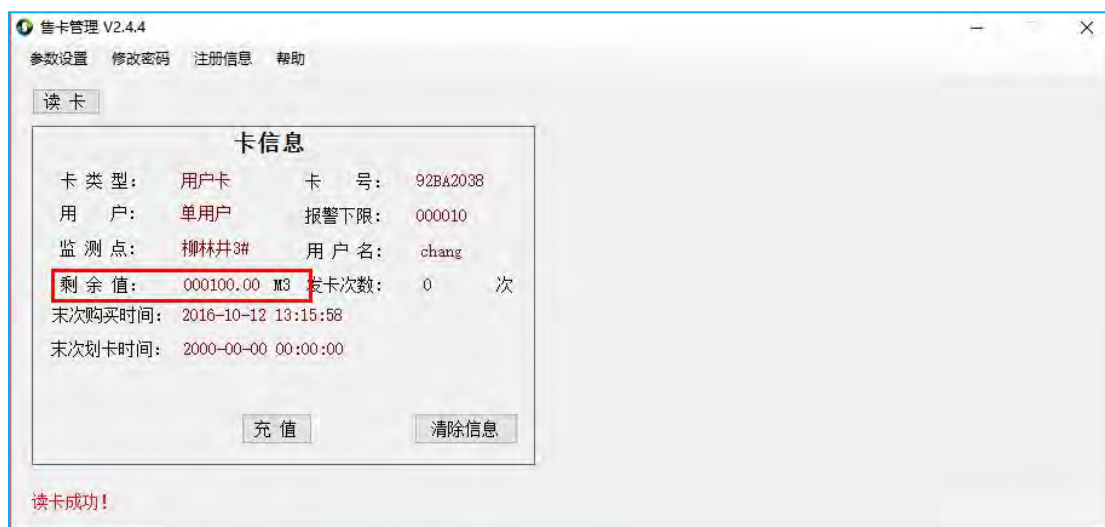 售卡管理 V2.4.4
参数设置 修改密码 注册信息 帮助
读 卡
卡信息
卡 类 型： 用户卡 卡 号： 92BA2038
用 户： 单用户 报警下限： 000010
监 测 点： 柳林井3# 用 户 名： chang
剩 余 值： 000100.00 M3 发卡次数： 0 次
末次购买时间： 2016-10-12 13:15:58
末次划卡时间： 2000-00-00 00:00:00
充 值 清除信息
读卡成功!